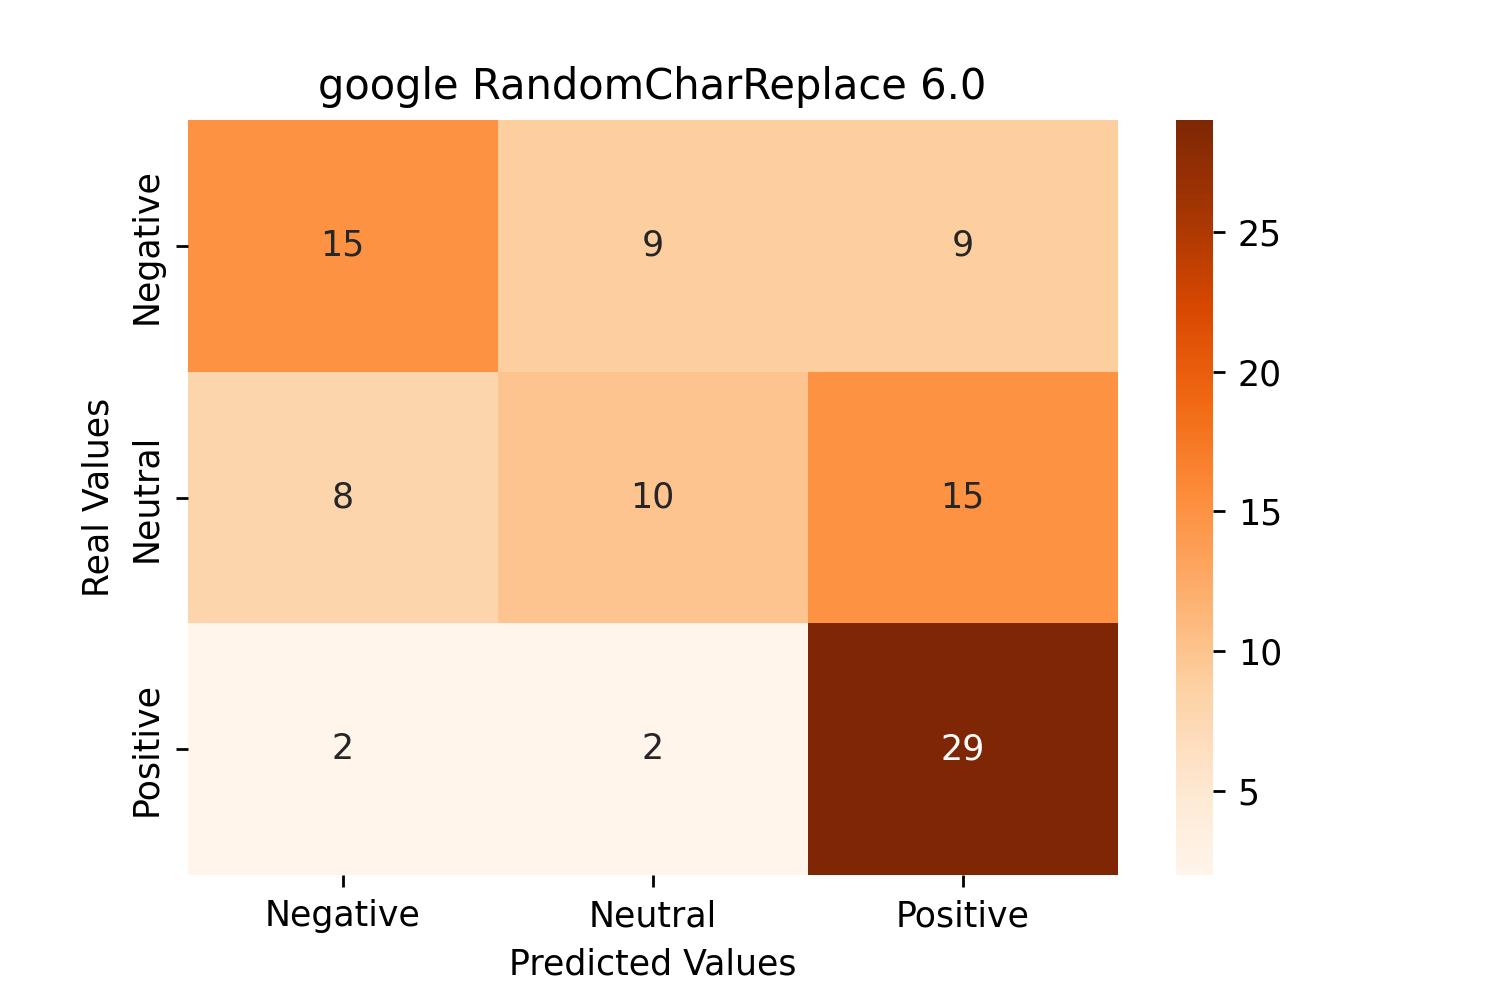 google RandomCharReplace 6.0
Real Values
Negative
15 9 9
Neutral
8 10 15
Positive
2 2 29
Negative Neutral Positive
Predicted Values
25
20
15
10
5